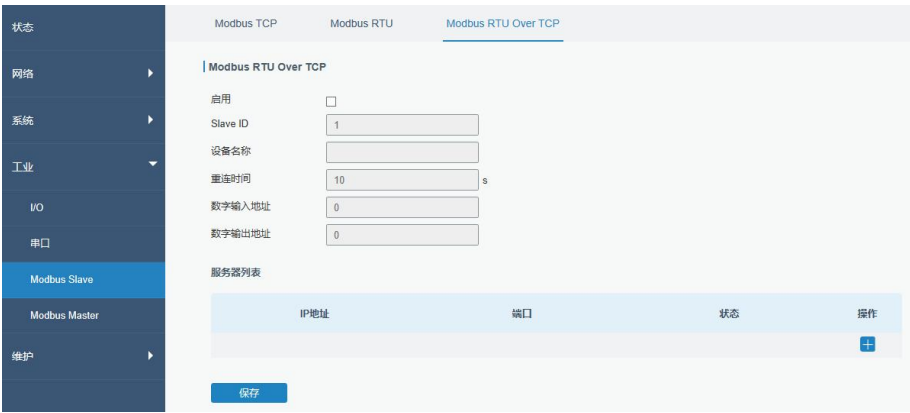 状态
网络
系统
工业
I/O
串口
Modbus Slave
Modbus Master
维护
Modbus TCP Modbus RTU Modbus RTU Over TCP
Modbus RTU Over TCP
启用
Slave ID 1
设备名称
重连时间 10 s
数字输入地址 0
数字输出地址 0
服务器列表
IP地址 端口 状态 操作
保存